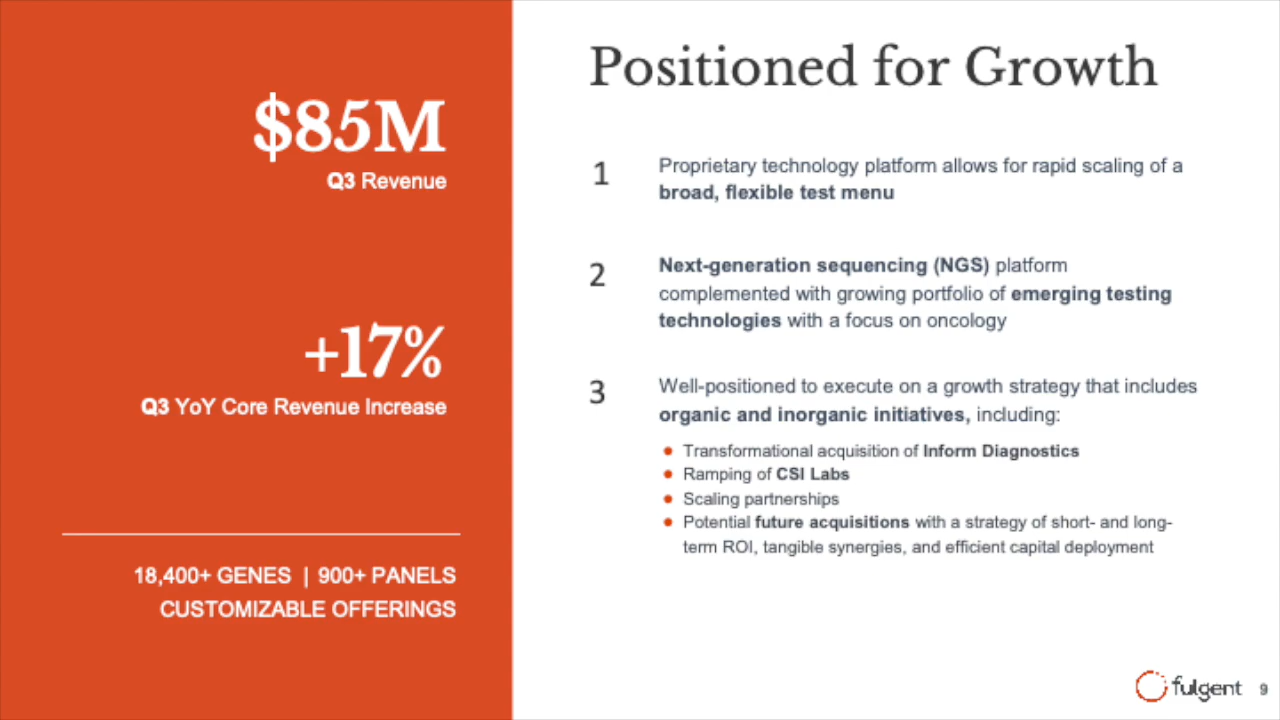 $85M
Q3 Revenue
+17%
Q3 YoY Core Revenue Increase
18,400+ GENES | 900+ PANELS
CUSTOMIZABLE OFFERINGS
Positioned for Growth
1
Proprietary technology platform allows for rapid scaling of a
broad, flexible test menu
2
Next-generation sequencing (NGS) platform
complemented with growing portfolio of emerging testing
technologies with a focus on oncology
3
Well-positioned to execute on a growth strategy that includes
organic and inorganic initiatives, including:
• Transformational acquisition of Inform Diagnostics
• Ramping of CSI Labs
• Scaling partnerships
• Potential future acquisitions with a strategy of short- and long-
term ROI, tangible synergies, and efficient capital deployment
fulgent 9